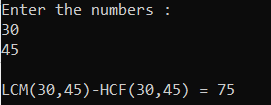 Enter the numbers :
30
45
LCM(30,45)-HCF(30,45) = 75